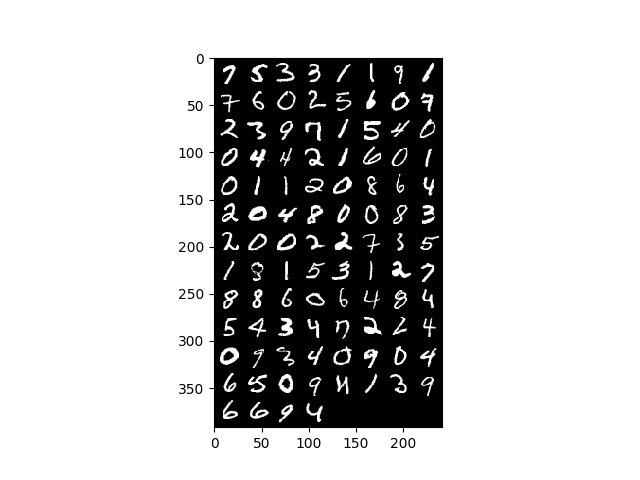 0
7 5 3 3 1 1 9 1
50
7 6 0 2 5 6 0 9
2 3 9 7 1 5 4 0
100
0 4 4 2 1 6 0 1
0 1 1 2 0 8 6 4
150
2 0 4 8 0 0 8 3
200
2 0 0 2 2 7 3 5
1 8 1 5 3 1 2 7
250
8 8 6 0 6 4 8 4
5 4 3 4 7 2 2 4
300
0 9 3 4 0 9 0 4
350
6 5 0 9 4 1 3 9
6 6 9 4
0 50 100 150 200